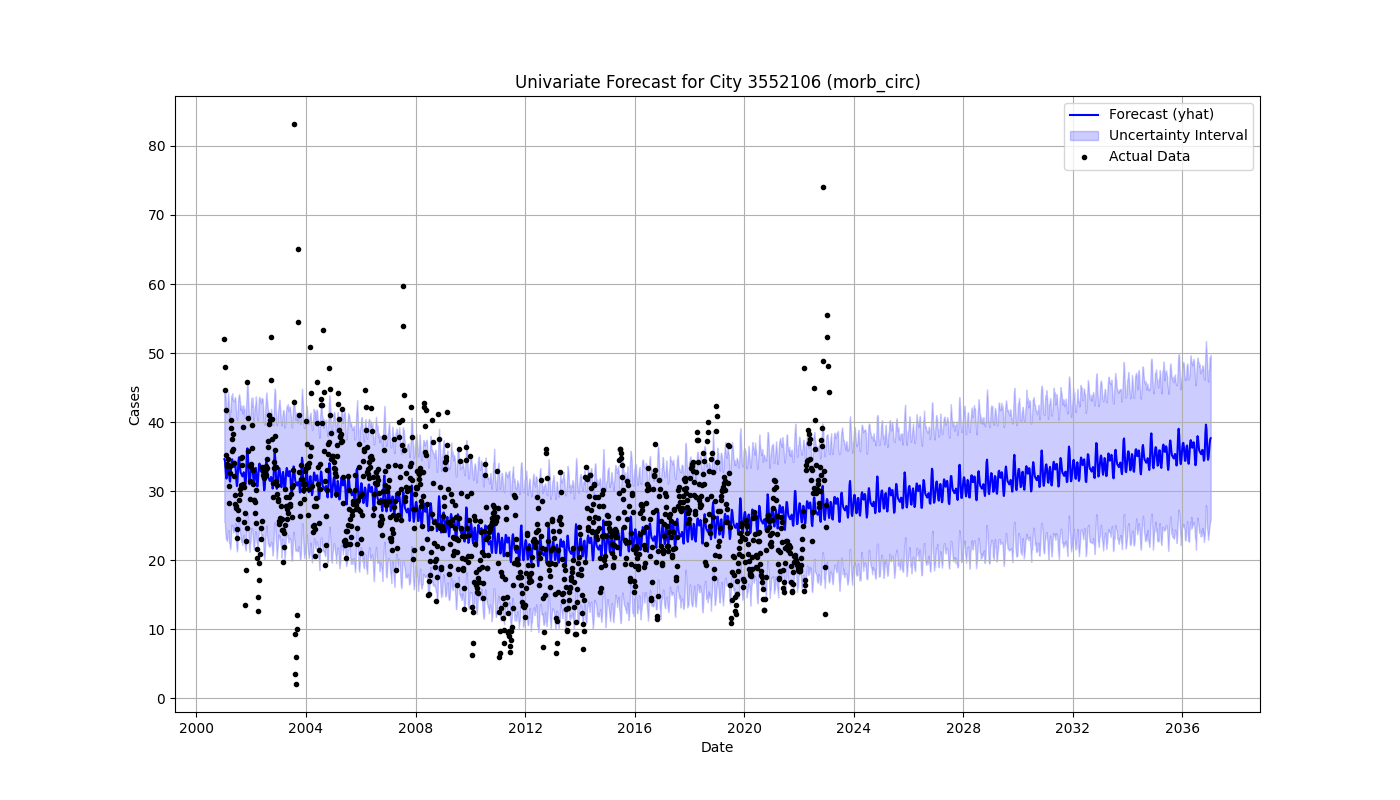 Univariate Forecast for City 3552106 (morb_circ)
Forecast (yhat)
Uncertainty Interval
Actual Data
80
70
60
50
40
30
20
10
0
Cases
2000 2004 2008 2012 2016 2020 2024 2028 2032 2036
Date